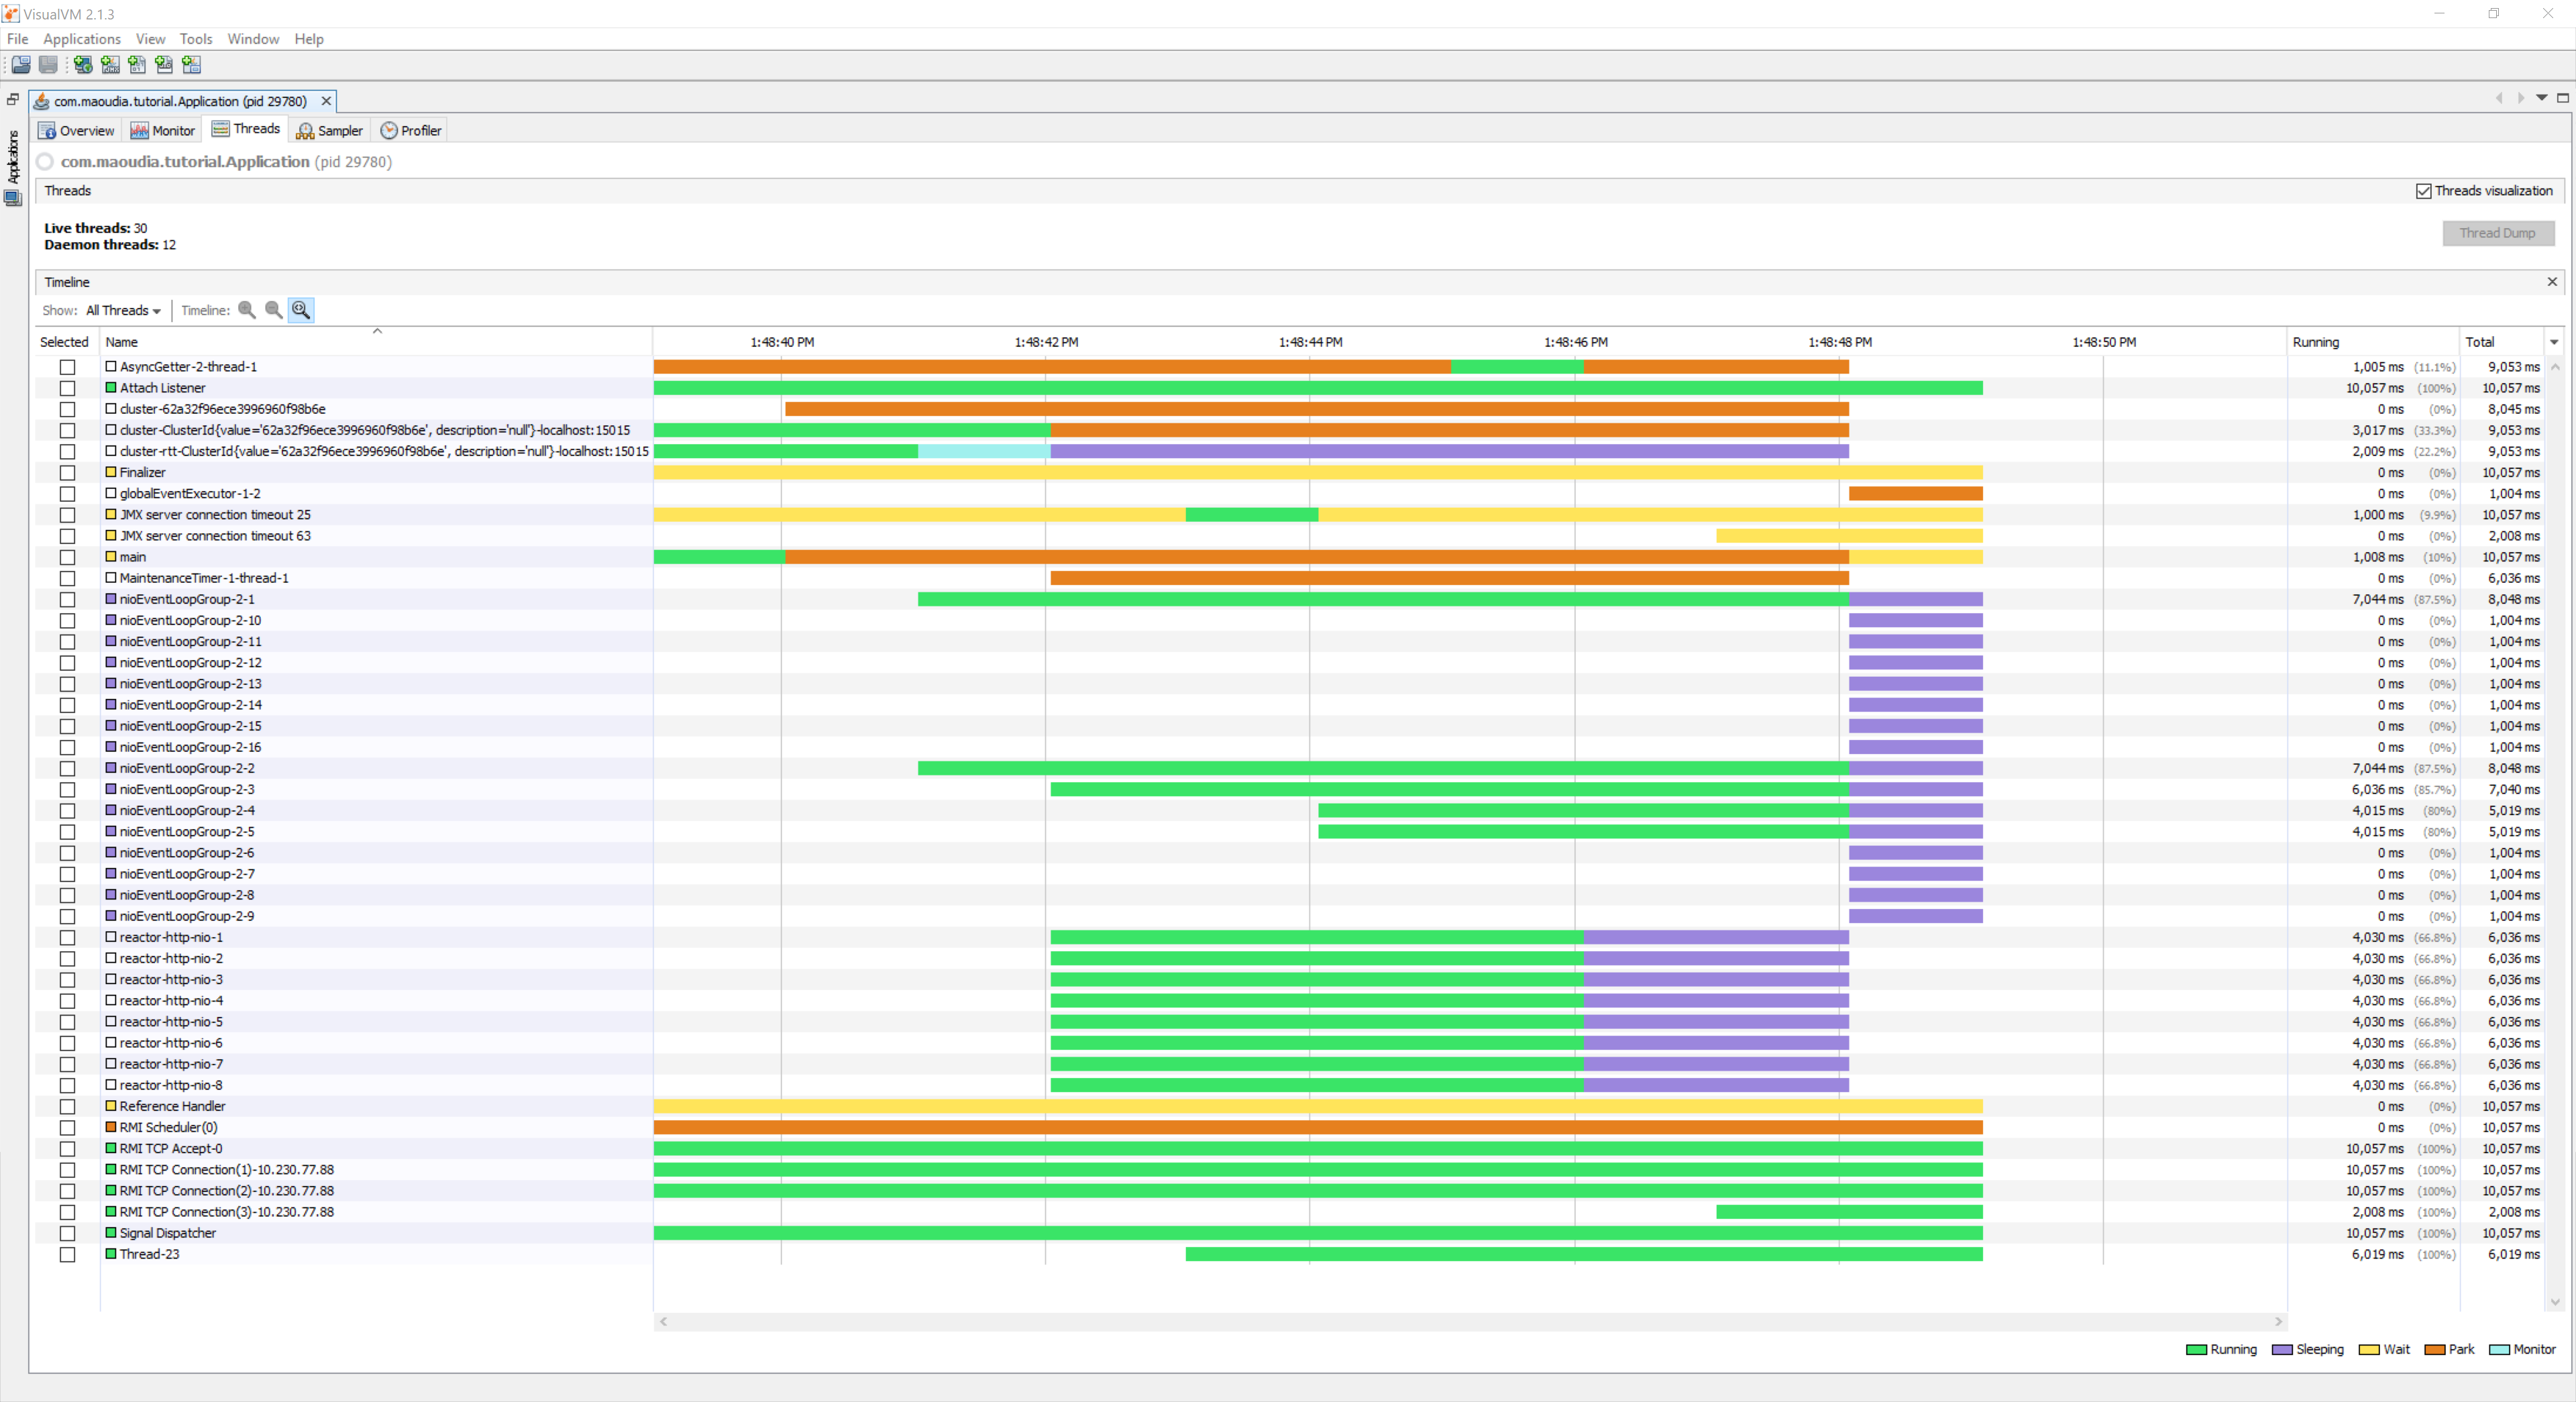 VisualVM 2.1.3
File Applications View Tools Window Help
com.maoudia.tutorial.Application (pid 29780)
Applications
Overview Monitor Threads Sampler Profiler
com.maoudia.tutorial.Application (pid 29780)
Threads Threads visualization
Live threads: 30
Daemon threads: 12
Thread Dump
Timeline
Show: All Threads Timeline:
Selected Name 1:48:40 PM 1:48:42 PM 1:48:44 PM 1:48:46 PM 1:48:48 PM 1:48:50 PM Running Total
AsyncGetter-2-thread-1 1,005 ms (11.1%) 9,053 ms
Attach Listener 10,057 ms (100%) 10,057 ms
cluster-62a32f96ece3996960f98b6e 0 ms (0%) 8,045 ms
cluster-ClusterId{value='62a32f96ece3996960f98b6e', description='null'}-localhost:15015 3,017 ms (33.3%) 9,053 ms
cluster-rtt-ClusterId{value='62a32f96ece3996960f98b6e', description='null'}-localhost:15015 2,009 ms (22.2%) 9,053 ms
Finalizer 0 ms (0%) 10,057 ms
globalEventExecutor-1-2 0 ms (0%) 1,004 ms
JMX server connection timeout 25 1,000 ms (9.9%) 10,057 ms
JMX server connection timeout 63 0 ms (0%) 2,008 ms
main 1,008 ms (10%) 10,057 ms
MaintenanceTimer-1-thread-1 0 ms (0%) 6,036 ms
nioEventLoopGroup-2-1 7,044 ms (87.5%) 8,048 ms
nioEventLoopGroup-2-10 0 ms (0%) 1,004 ms
nioEventLoopGroup-2-11 0 ms (0%) 1,004 ms
nioEventLoopGroup-2-12 0 ms (0%) 1,004 ms
nioEventLoopGroup-2-13 0 ms (0%) 1,004 ms
nioEventLoopGroup-2-14 0 ms (0%) 1,004 ms
nioEventLoopGroup-2-15 0 ms (0%) 1,004 ms
nioEventLoopGroup-2-16 0 ms (0%) 1,004 ms
nioEventLoopGroup-2-2 7,044 ms (87.5%) 8,048 ms
nioEventLoopGroup-2-3 6,036 ms (85.7%) 7,040 ms
nioEventLoopGroup-2-4 4,015 ms (80%) 5,019 ms
nioEventLoopGroup-2-5 4,015 ms (80%) 5,019 ms
nioEventLoopGroup-2-6 0 ms (0%) 1,004 ms
nioEventLoopGroup-2-7 0 ms (0%) 1,004 ms
nioEventLoopGroup-2-8 0 ms (0%) 1,004 ms
nioEventLoopGroup-2-9 0 ms (0%) 1,004 ms
reactor-http-nio-1 4,030 ms (66.8%) 6,036 ms
reactor-http-nio-2 4,030 ms (66.8%) 6,036 ms
reactor-http-nio-3 4,030 ms (66.8%) 6,036 ms
reactor-http-nio-4 4,030 ms (66.8%) 6,036 ms
reactor-http-nio-5 4,030 ms (66.8%) 6,036 ms
reactor-http-nio-6 4,030 ms (66.8%) 6,036 ms
reactor-http-nio-7 4,030 ms (66.8%) 6,036 ms
reactor-http-nio-8 4,030 ms (66.8%) 6,036 ms
Reference Handler 0 ms (0%) 10,057 ms
RMI Scheduler(0) 0 ms (0%) 10,057 ms
RMI TCP Accept-0 10,057 ms (100%) 10,057 ms
RMI TCP Connection(1)-10.230.77.88 10,057 ms (100%) 10,057 ms
RMI TCP Connection(2)-10.230.77.88 10,057 ms (100%) 10,057 ms
RMI TCP Connection(3)-10.230.77.88 2,008 ms (100%) 2,008 ms
Signal Dispatcher 10,057 ms (100%) 10,057 ms
Thread-23 6,019 ms (100%) 6,019 ms
Running Sleeping Wait Park Monitor